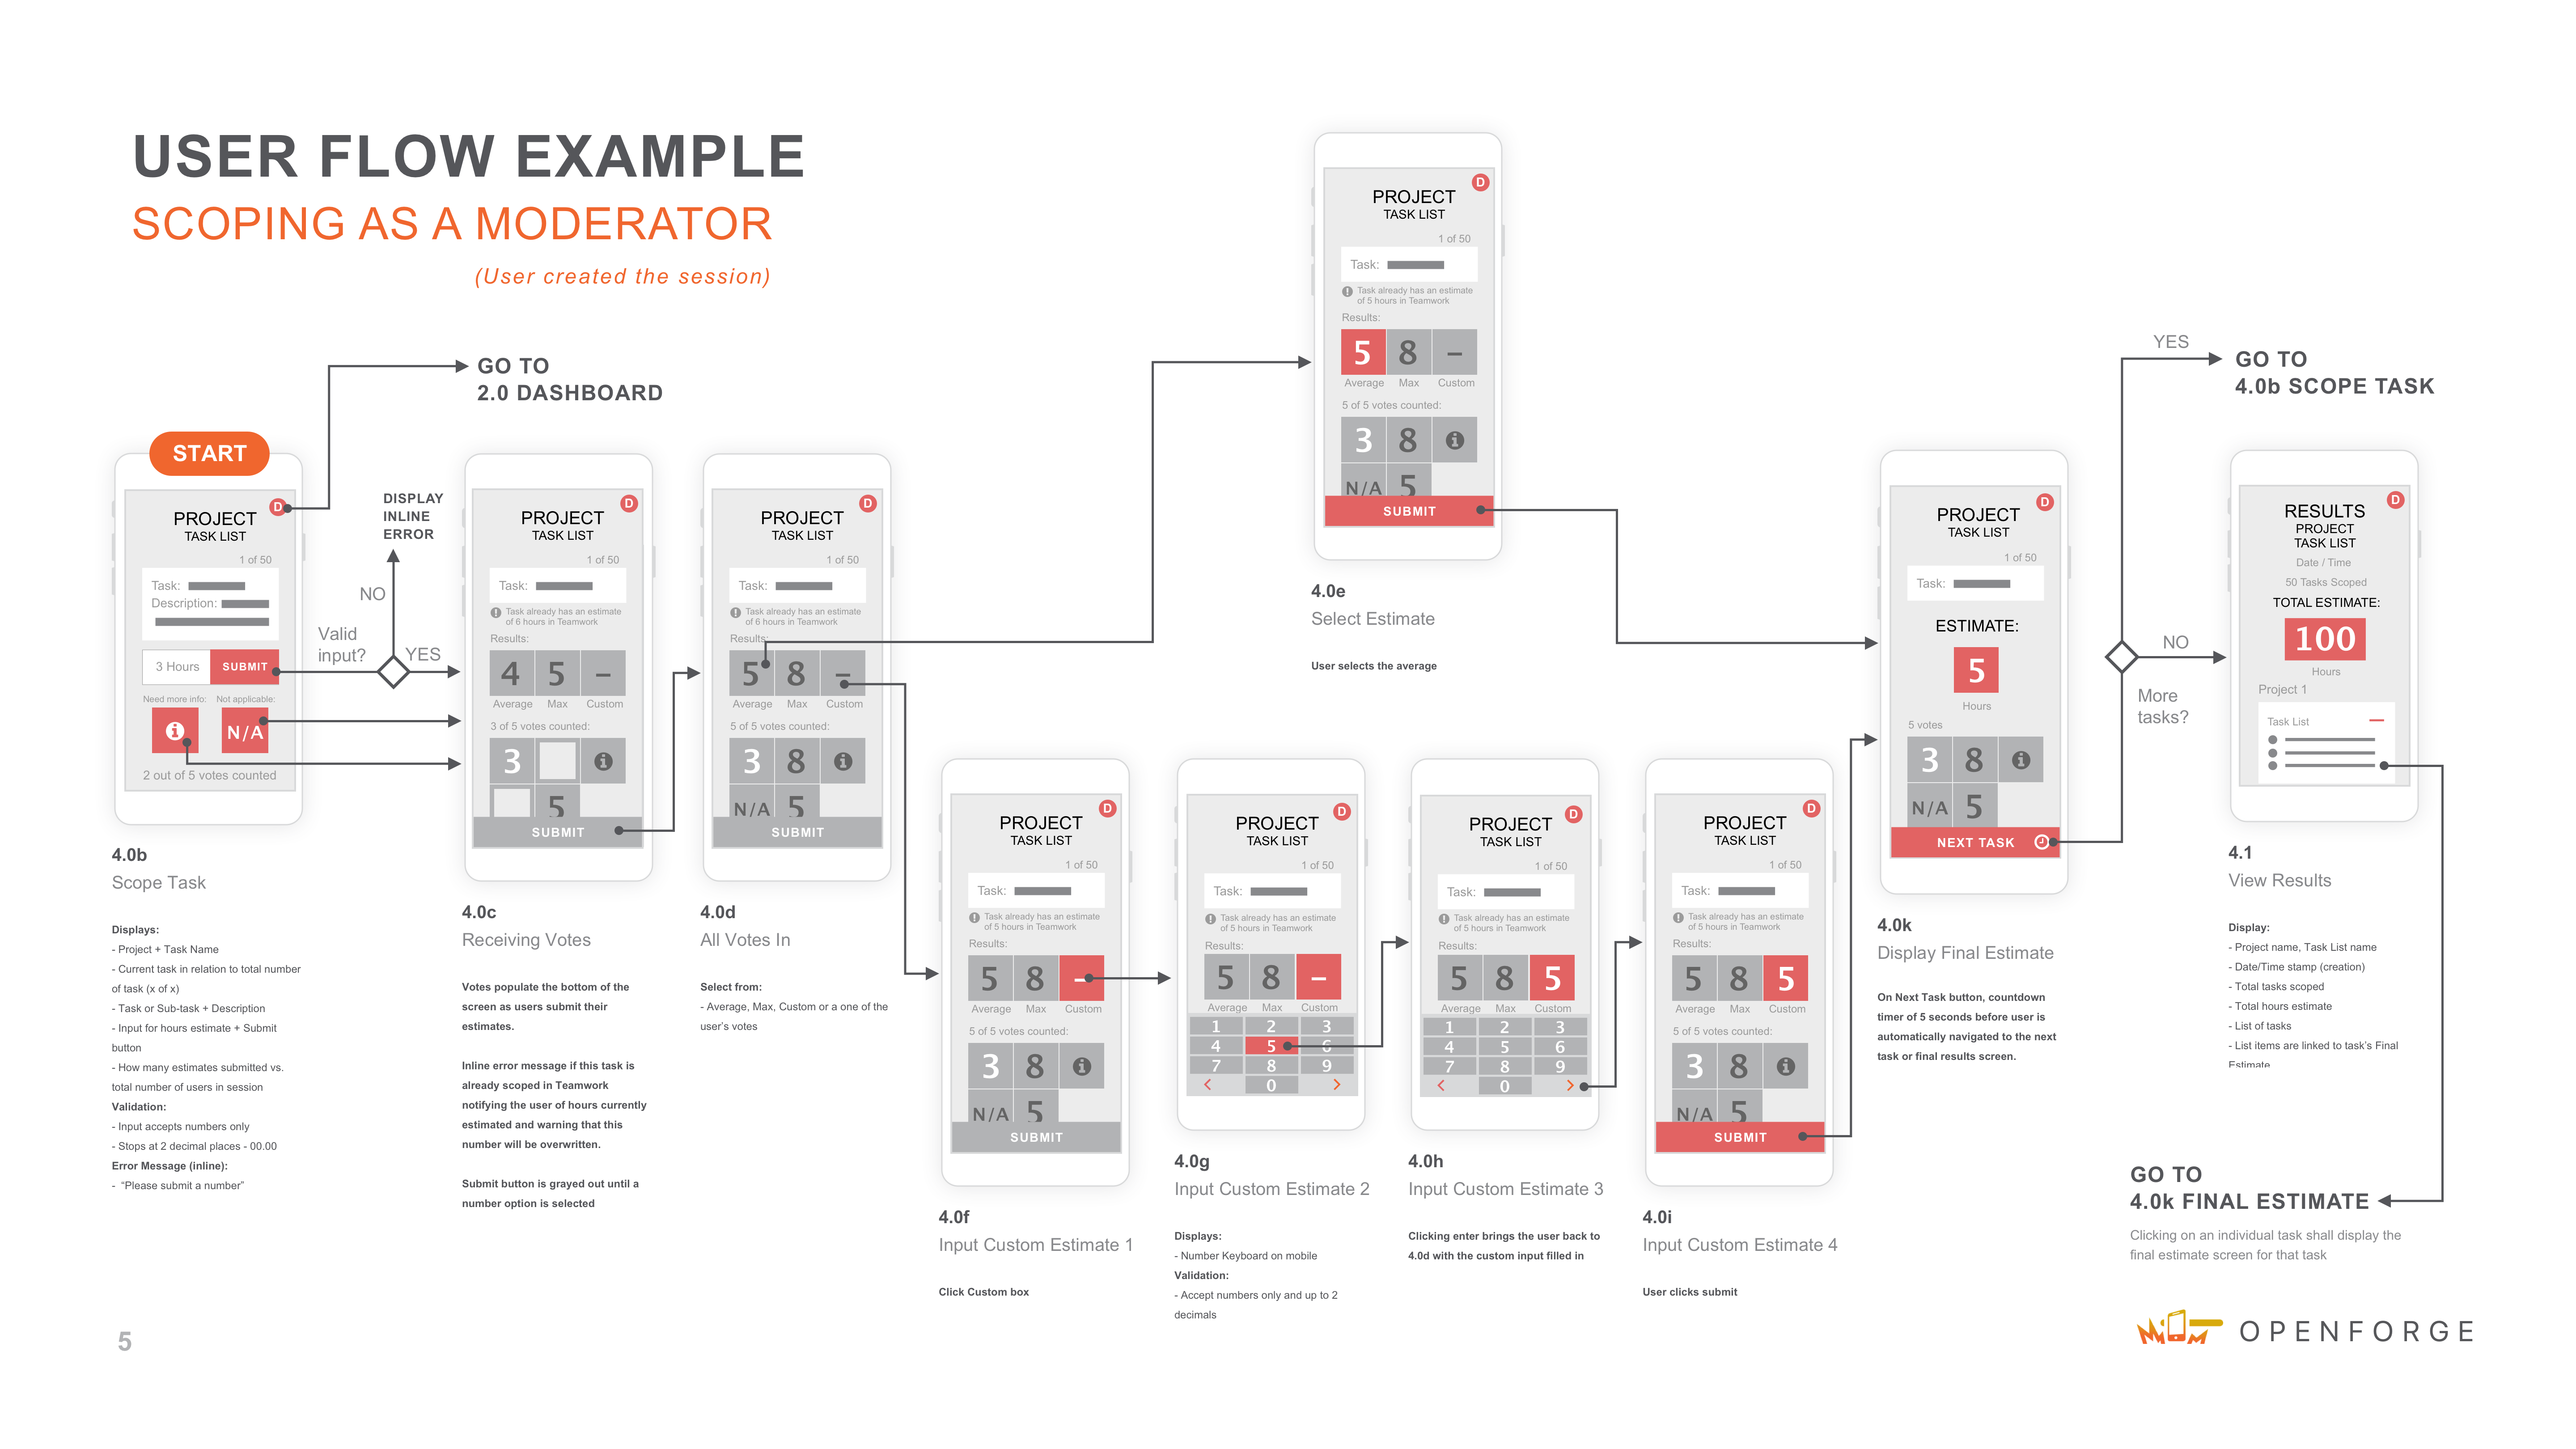 USER FLOW EXAMPLE
SCOPING AS A MODERATOR
(User created the session)
GO TO
2.0 DASHBOARD
START
D
PROJECT
TASK LIST
1 of 50
Task:
Description:
3 Hours
SUBMIT
Need more info:
Not applicable:
N/A
2 out of 5 votes counted
4.0b
Scope Task
Displays:
- Project + Task Name
- Current task in relation to total number
of task (x of x)
- Task or Sub-task + Description
- Input for hours estimate + Submit
button
- How many estimates submitted vs.
total number of users in session
Validation:
- Input accepts numbers only
- Stops at 2 decimal places - 00.00
Error Message (inline):
- “Please submit a number”
DISPLAY
INLINE
ERROR
NO
Valid
input?
YES
D
PROJECT
TASK LIST
1 of 50
Task:
Task already has an estimate
of 6 hours in Teamwork
Results:
4 5 –
Average Max Custom
3 of 5 votes counted:
3
5
SUBMIT
4.0c
Receiving Votes
Votes populate the bottom of the
screen as users submit their
estimates.
Inline error message if this task is
already scoped in Teamwork
notifying the user of hours currently
estimated and warning that this
number will be overwritten.
Submit button is grayed out until a
number option is selected
D
PROJECT
TASK LIST
1 of 50
Task:
Task already has an estimate
of 6 hours in Teamwork
Results:
5 8 –
Average Max Custom
5 of 5 votes counted:
3 8
N/A 5
SUBMIT
4.0d
All Votes In
Select from:
- Average, Max, Custom or a one of the
user’s votes
D
PROJECT
TASK LIST
1 of 50
Task:
Task already has an estimate
of 5 hours in Teamwork
Results:
5 8 –
Average Max Custom
5 of 5 votes counted:
3 8
N/A 5
SUBMIT
4.0e
Select Estimate
User selects the average
D
PROJECT
TASK LIST
1 of 50
Task:
Task already has an estimate
of 5 hours in Teamwork
Results:
5 8 –
Average Max Custom
5 of 5 votes counted:
3 8
N/A 5
SUBMIT
4.0f
Input Custom Estimate 1
Click Custom box
D
PROJECT
TASK LIST
1 of 50
Task:
Task already has an estimate
of 5 hours in Teamwork
Results:
5 8 –
Average Max Custom
1 2 3
4 5 6
7 8 9
0
4.0g
Input Custom Estimate 2
Displays:
- Number Keyboard on mobile
Validation:
- Accept numbers only and up to 2
decimals
D
PROJECT
TASK LIST
1 of 50
Task:
Task already has an estimate
of 5 hours in Teamwork
Results:
5 8 5
Average Max Custom
1 2 3
4 5 6
7 8 9
0
4.0h
Input Custom Estimate 3
Clicking enter brings the user back to
4.0d with the custom input filled in
D
PROJECT
TASK LIST
1 of 50
Task:
Task already has an estimate
of 5 hours in Teamwork
Results:
5 8 5
Average Max Custom
5 of 5 votes counted:
3 8
N/A 5
SUBMIT
4.0i
Input Custom Estimate 4
User clicks submit
D
PROJECT
TASK LIST
1 of 50
Task:
ESTIMATE:
5
Hours
5 votes
3 8
N/A 5
NEXT TASK
4.0k
Display Final Estimate
On Next Task button, countdown
timer of 5 seconds before user is
automatically navigated to the next
task or final results screen.
YES
GO TO
4.0b SCOPE TASK
NO
More
tasks?
D
RESULTS
PROJECT
TASK LIST
Date / Time
50 Tasks Scoped
TOTAL ESTIMATE:
100
Hours
Project 1
Task List
4.1
View Results
Display:
- Project name, Task List name
- Date/Time stamp (creation)
- Total tasks scoped
- Total hours estimate
- List of tasks
- List items are linked to task’s Final
Estimate
GO TO
4.0k FINAL ESTIMATE
Clicking on an individual task shall display the
final estimate screen for that task
5
OPENFORGE